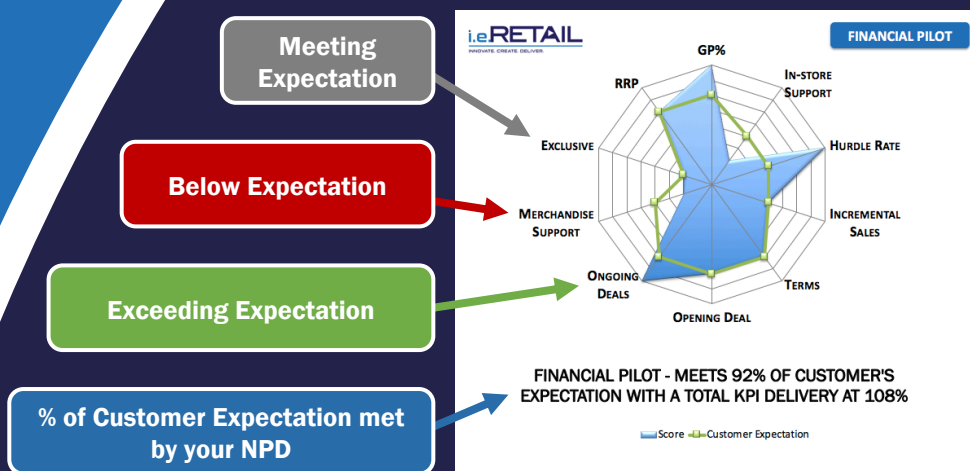 Meeting
Expectation
Below Expectation
Exceeding Expectation
% of Customer Expectation met
by your NPD
i.eRETAIL
INNOVATE. CREATE. DELIVER.
FINANCIAL PILOT
GP%
IN-STORE
SUPPORT
HURDLE RATE
INCREMENTAL
SALES
TERMS
OPENING DEAL
ONGOING
DEALS
MERCHANDISE
SUPPORT
EXCLUSIVE
RRP
FINANCIAL PILOT - MEETS 92% OF CUSTOMER'S
EXPECTATION WITH A TOTAL KPI DELIVERY AT 108%
Score Customer Expectation